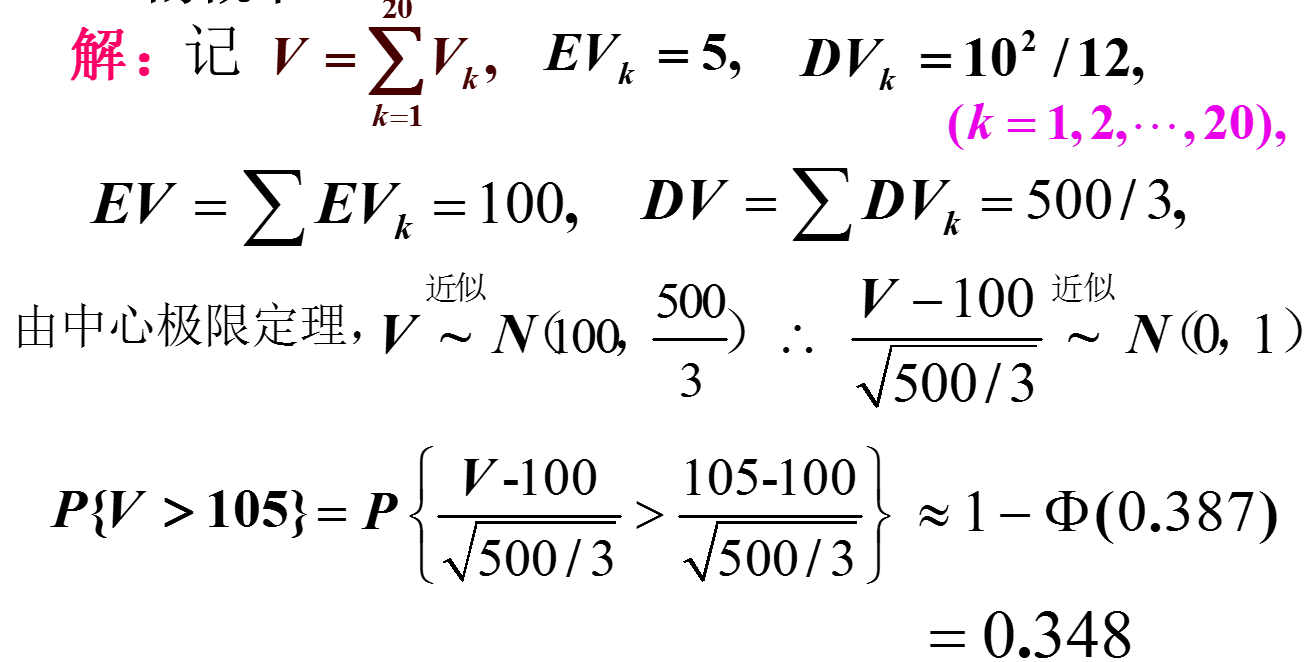 解：记 V = ∑_{k=1}^{20} V_k, EV_k = 5, DV_k = 10² / 12,
(k = 1, 2, ⋯, 20),
EV = ∑ EV_k = 100, DV = ∑ DV_k = 500 / 3,
由中心极限定理, V ~(近似) N(100, 500/3) ∴ (V − 100)/√(500 / 3) ~(近似) N(0, 1)
P{V > 105} = P{(V-100)/√(500 / 3) > (105-100)/√(500 / 3)} ≈ 1 − Φ(0.387)
= 0.348